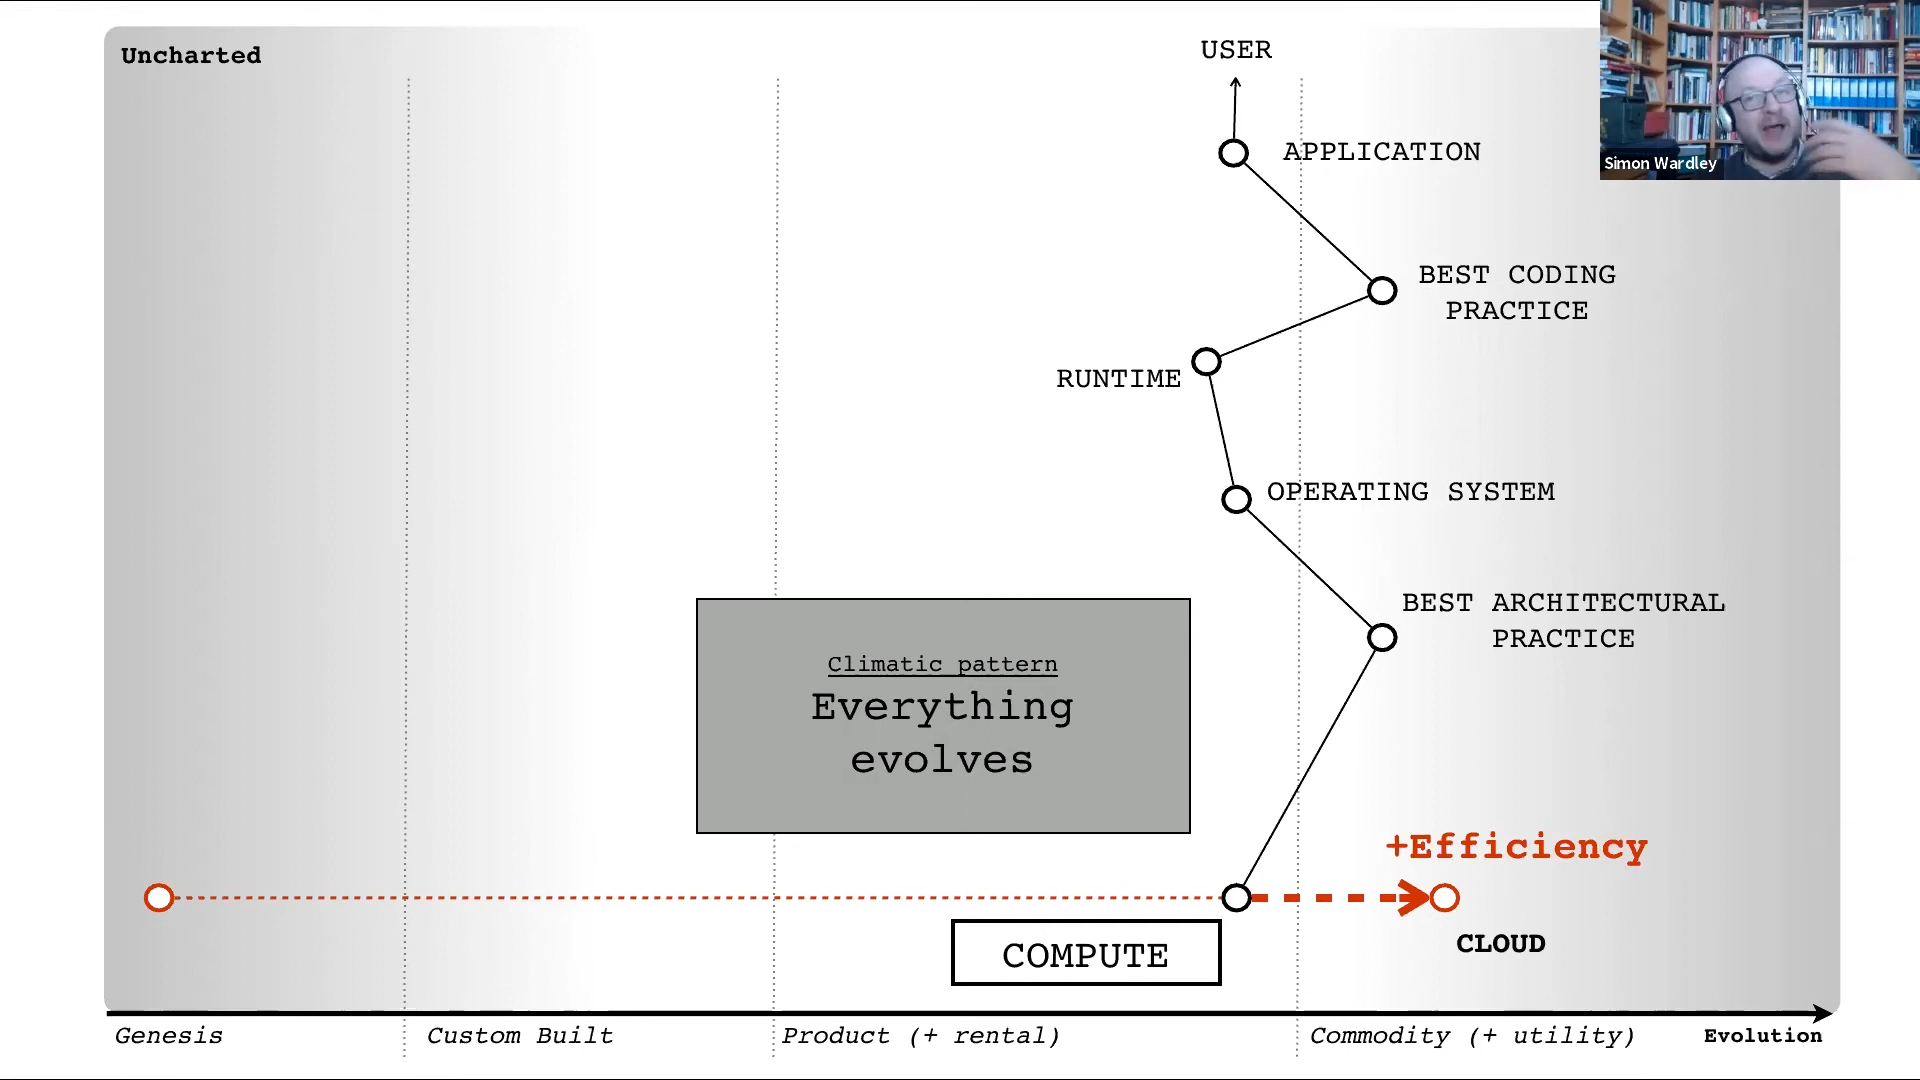 Uncharted
USER
APPLICATION
Simon Wardley
BEST CODING
PRACTICE
RUNTIME
OPERATING SYSTEM
BEST ARCHITECTURAL
PRACTICE
Climatic pattern
Everything
evolves
+Efficiency
CLOUD
COMPUTE
Genesis
Custom Built
Product (+ rental)
Commodity (+ utility)
Evolution